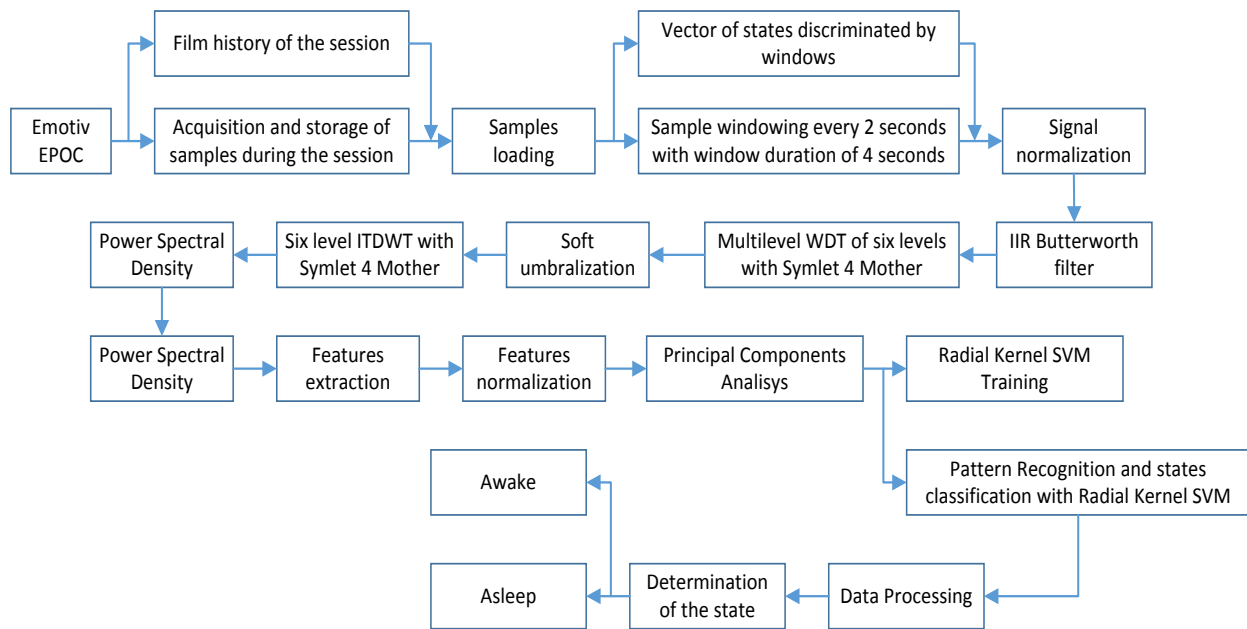 Film history of the session
Vector of states discriminated by
windows
Emotiv
EPOC
Acquisition and storage of
samples during the session
Samples
loading
Sample windowing every 2 seconds
with window duration of 4 seconds
Signal
normalization
Power Spectral
Density
Six level ITDWT with
Symlet 4 Mother
Soft
umbralization
Multilevel WDT of six levels
with Symlet 4 Mother
IIR Butterworth
filter
Power Spectral
Density
Features
extraction
Features
normalization
Principal Components
Analisys
Radial Kernel SVM
Training
Awake
Pattern Recognition and states
classification with Radial Kernel SVM
Asleep
Determination
of the state
Data Processing